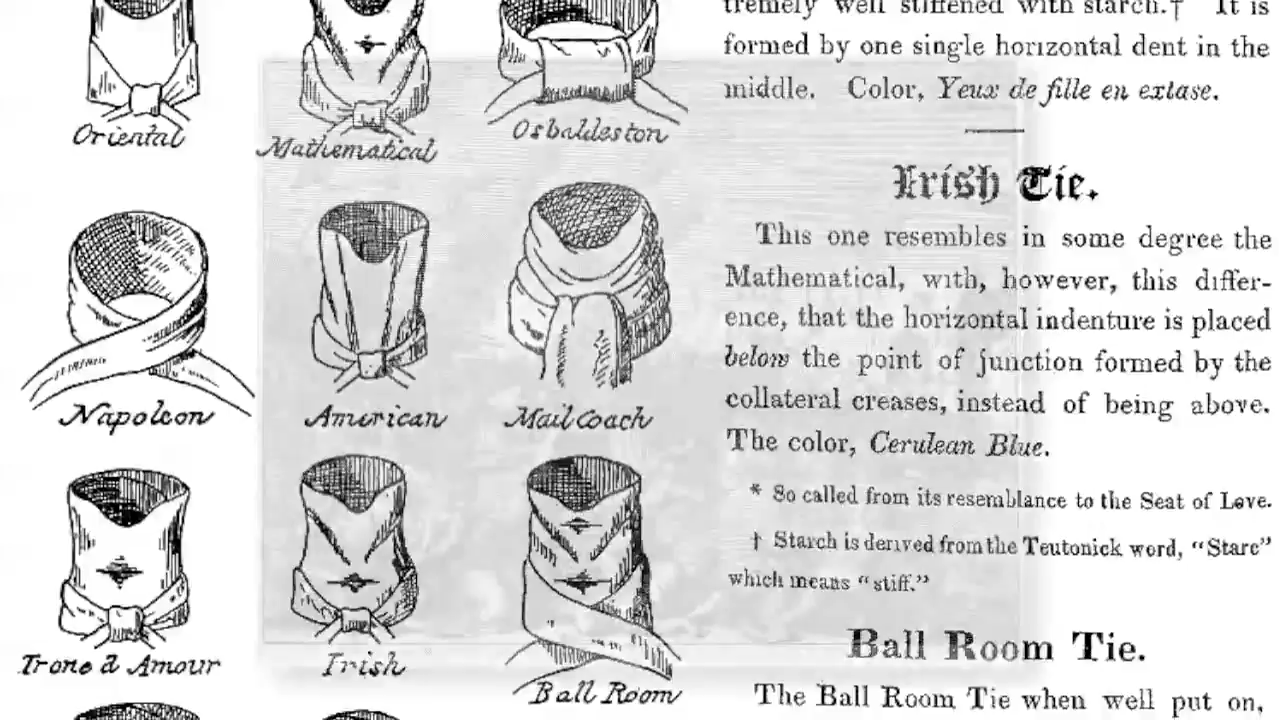 Oriental
Mathematical
Osbaldeston
Napoleon
American
Mail Coach
Trone d Amour
Irish
Ball Room
tremely well stiffened with starch.† It is
formed by one single horizontal dent in the
middle. Color, Yeux de fille en extase.
Irish Tie.
This one resembles in some degree the
Mathematical, with, however, this differ-
ence, that the horizontal indenture is placed
below the point of junction formed by the
collateral creases, instead of being above.
The color, Cerulean Blue.
* So called from its resemblance to the Seat of Love.
† Starch is derived from the Teutonick word, "Starc"
which means "stiff."
Ball Room Tie.
The Ball Room Tie when well put on,